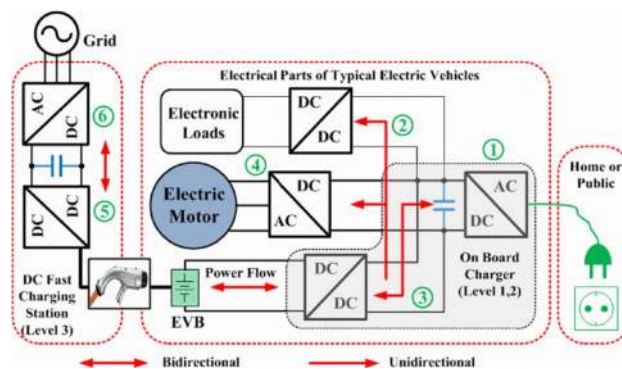 Grid
AC
DC
⑥
DC
DC
⑤
DC Fast
Charging
Station
(Level 3)
Electrical Parts of Typical Electric Vehicles
Electronic
Loads
DC
DC
②
①
④
Electric
Motor
DC
AC
AC
DC
On Board
Charger
(Level 1,2)
Power Flow
DC
DC
③
EVB
Home or
Public
Bidirectional
Unidirectional